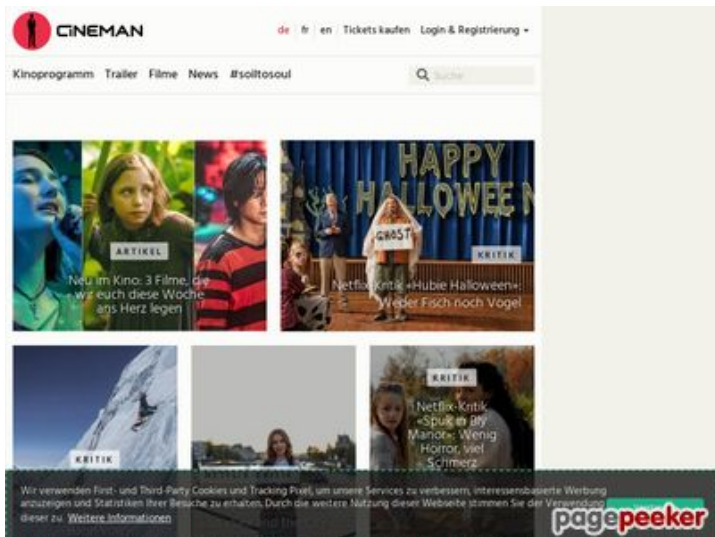 CiNEMAN
de fr en Tickets kaufen Login & Registrierung
Kinoprogramm Trailer Filme News #soiltosoul
Suche
ARTIKEL
Neu im Kino: 3 Filme, die
wir euch diese Woche
ans Herz legen
HAPPY
HALLOWEEN
GHOST
KRITIK
Netflix-Kritik «Hubie Halloween»:
Weder Fisch noch Vogel
KRITIK
KRITIK
Netflix-Kritik
«Spuk in Bly
Manor»: Wenig
Horror, viel
Schmerz
Wir verwenden First- und Third-Party Cookies und Tracking Pixel, um unsere Services zu verbessern, interessensbasierte Werbung
anzuzeigen und Statistiken Ihrer Besuche zu erhalten. Durch die weitere Nutzung dieser Webseite stimmen Sie der Verwendung
dieser zu. Weitere Informationen
pagepeeker